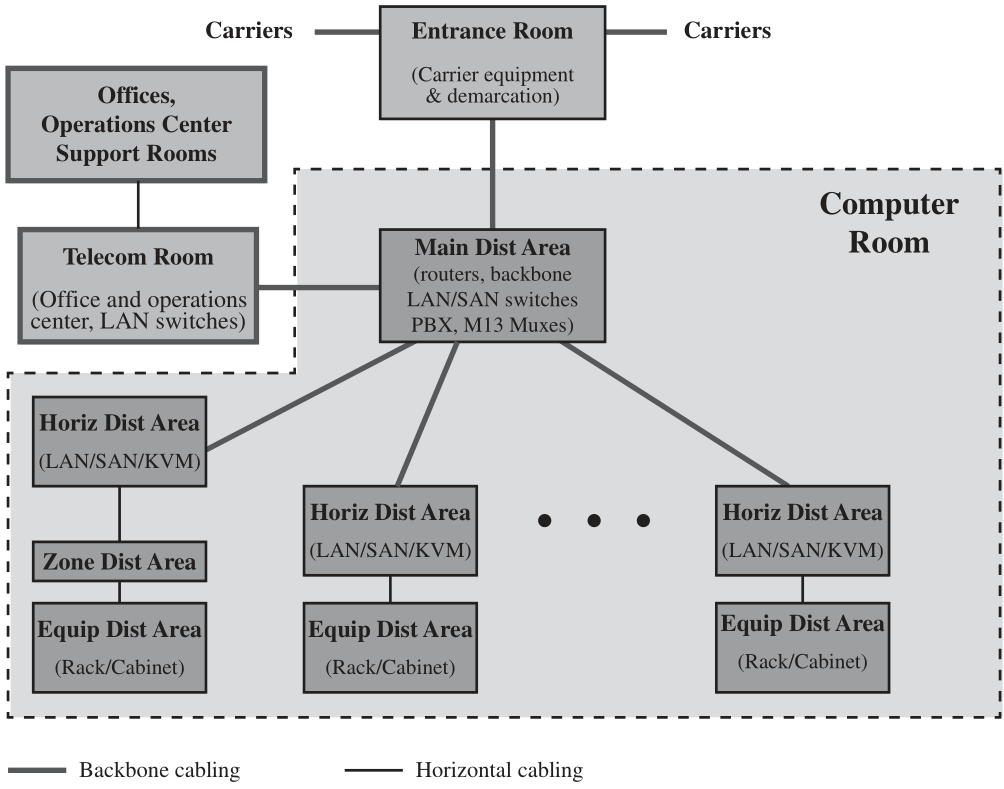 Carriers
Entrance Room
(Carrier equipment
& demarcation)
Carriers
Offices,
Operations Center
Support Rooms
Computer
Room
Telecom Room
(Office and operations
center, LAN switches)
Main Dist Area
(routers, backbone
LAN/SAN switches
PBX, M13 Muxes)
Horiz Dist Area
(LAN/SAN/KVM)
Zone Dist Area
Equip Dist Area
(Rack/Cabinet)
Horiz Dist Area
(LAN/SAN/KVM)
Equip Dist Area
(Rack/Cabinet)
• • •
Horiz Dist Area
(LAN/SAN/KVM)
Equip Dist Area
(Rack/Cabinet)
Backbone cabling
Horizontal cabling